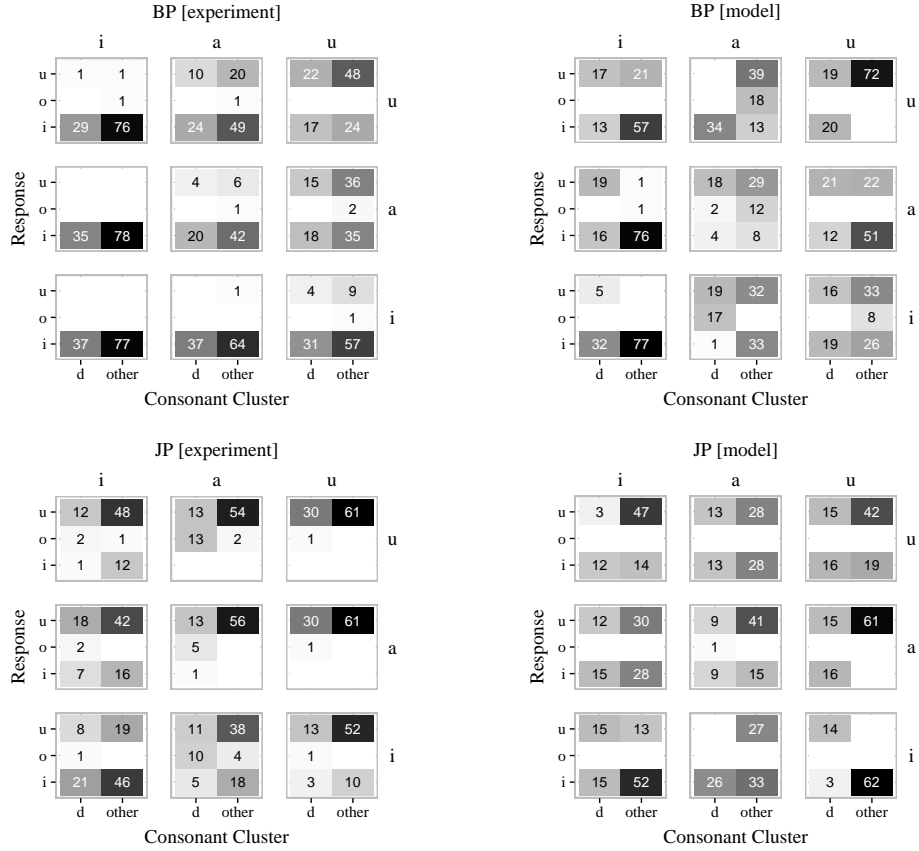 BP [experiment]
BP [model]
i a u
i a u
u 1 1 10 20 22 48
u 17 21 39 19 72
o 1 1 u
o 18 u
i 29 76 24 49 17 24
i 13 57 34 13 20
u 4 6 15 36
u 19 1 18 29 21 22
o 1 2 a
o 1 2 12 a
i 35 78 20 42 18 35
i 16 76 4 8 12 51
u 1 4 9
u 5 19 32 16 33
o 1 i
o 17 8 i
i 37 77 37 64 31 57
i 32 77 1 33 19 26
Response
Response
d other d other d other
d other d other d other
Consonant Cluster
Consonant Cluster
JP [experiment]
JP [model]
i a u
i a u
u 12 48 13 54 30 61
u 3 47 13 28 15 42
o 2 1 13 2 1 u
o u
i 1 12
i 12 14 13 28 16 19
u 18 42 13 56 30 61
u 12 30 9 41 15 61
o 2 5 1 a
o 1 a
i 7 16 1
i 15 28 9 15 16
u 8 19 11 38 13 52
u 15 13 27 14
o 1 10 4 1 i
o i
i 21 46 5 18 3 10
i 15 52 26 33 3 62
Response
Response
d other d other d other
d other d other d other
Consonant Cluster
Consonant Cluster